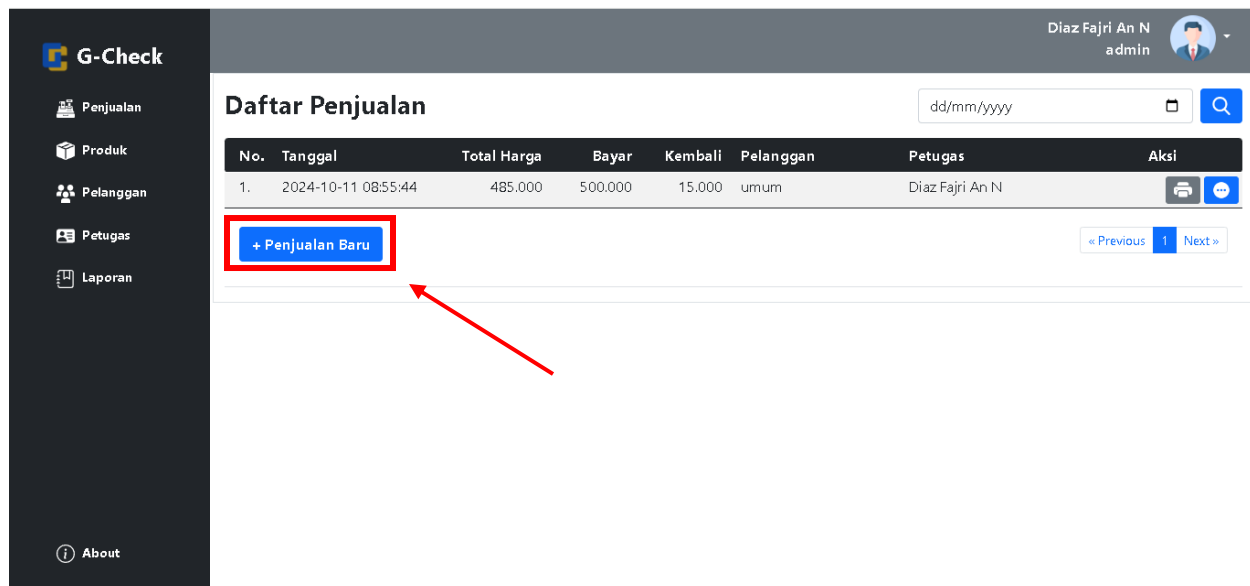 Diaz Fajri An N
admin
G-Check
Penjualan
Produk
Pelanggan
Petugas
Laporan
About
Daftar Penjualan
dd/mm/yyyy
No. Tanggal Total Harga Bayar Kembali Pelanggan Petugas Aksi
1. 2024-10-11 08:55:44 485.000 500.000 15.000 umum Diaz Fajri An N
+ Penjualan Baru
« Previous 1 Next »